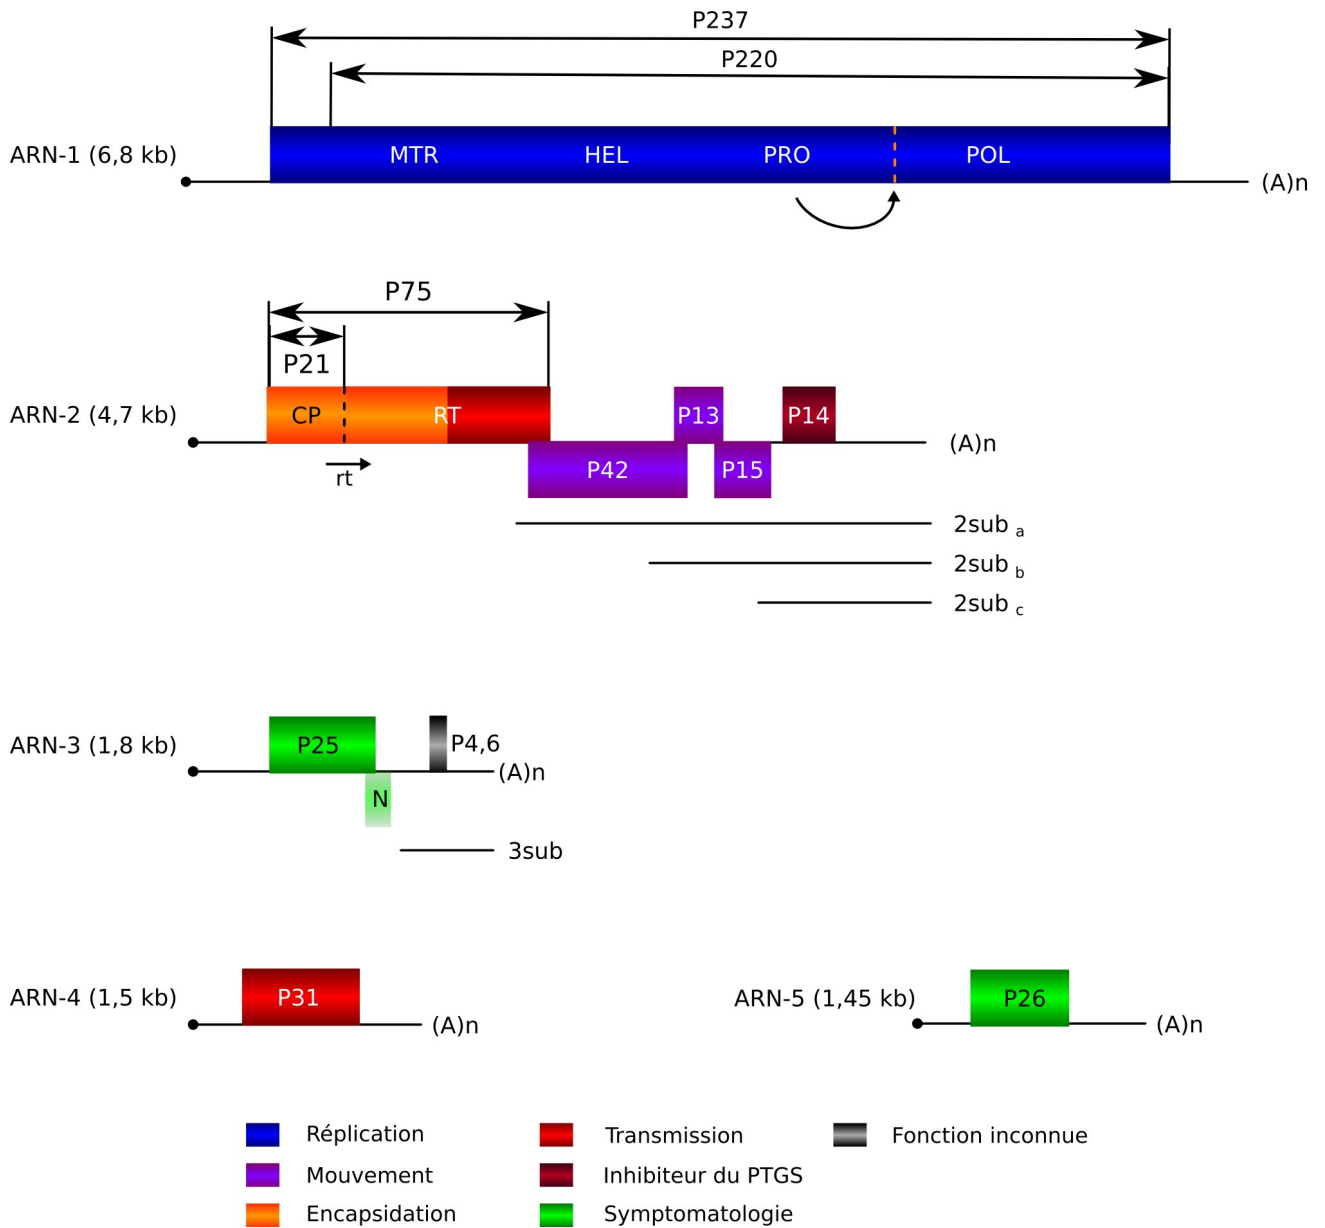 P237
P220
ARN-1 (6,8 kb)
MTR HEL PRO POL
(A)n
P75
P21
ARN-2 (4,7 kb)
CP RT P13 P14
(A)n
rt
P42 P15
2sub a
2sub b
2sub c
ARN-3 (1,8 kb)
P25 P4,6
(A)n
N
3sub
ARN-4 (1,5 kb)
P31
(A)n
ARN-5 (1,45 kb)
P26
(A)n
Réplication
Transmission
Fonction inconnue
Mouvement
Inhibiteur du PTGS
Encapsidation
Symptomatologie